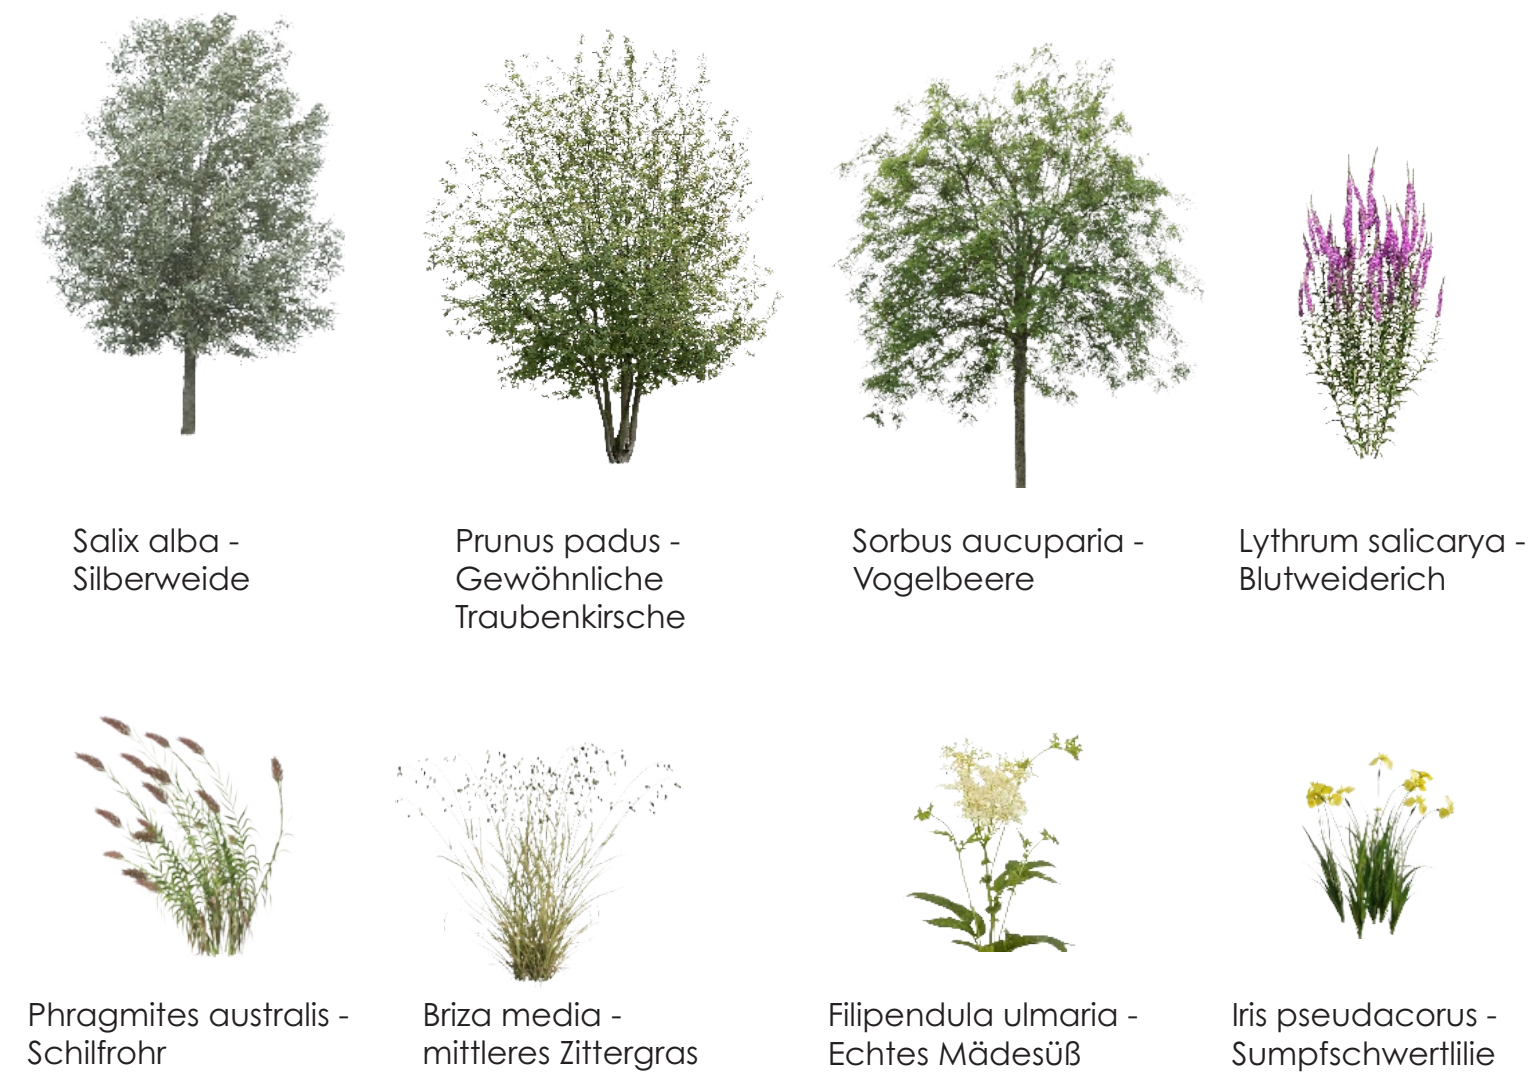 Salix alba -
Silberweide
Prunus padus -
Gewöhnliche
Traubenkirsche
Sorbus aucuparia -
Vogelbeere
Lythrum salicarya -
Blutweiderich
Phragmites australis -
Schilfrohr
Briza media -
mittleres Zittergras
Filipendula ulmaria -
Echtes Mädesüß
Iris pseudacorus -
Sumpfschwertlilie